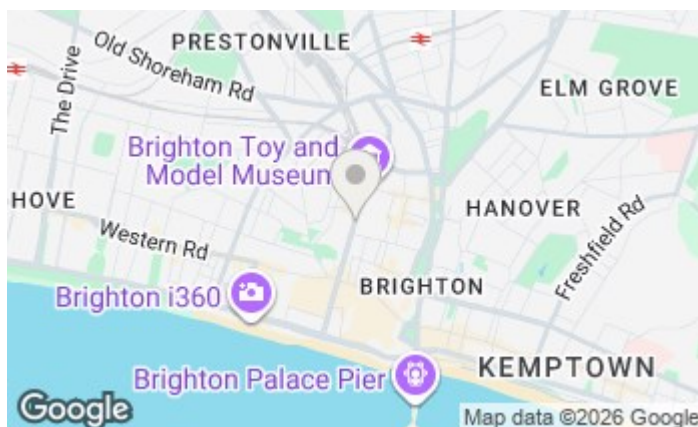 PRESTONVILLE
Old Shoreham Rd
The Drive
ELM GROVE
Brighton Toy and
Model Museum
HOVE
HANOVER
Western Rd
Freshfield Rd
Brighton i360
BRIGHTON
KEMPTOWN
Brighton Palace Pier
Google
Map data ©2026 Google